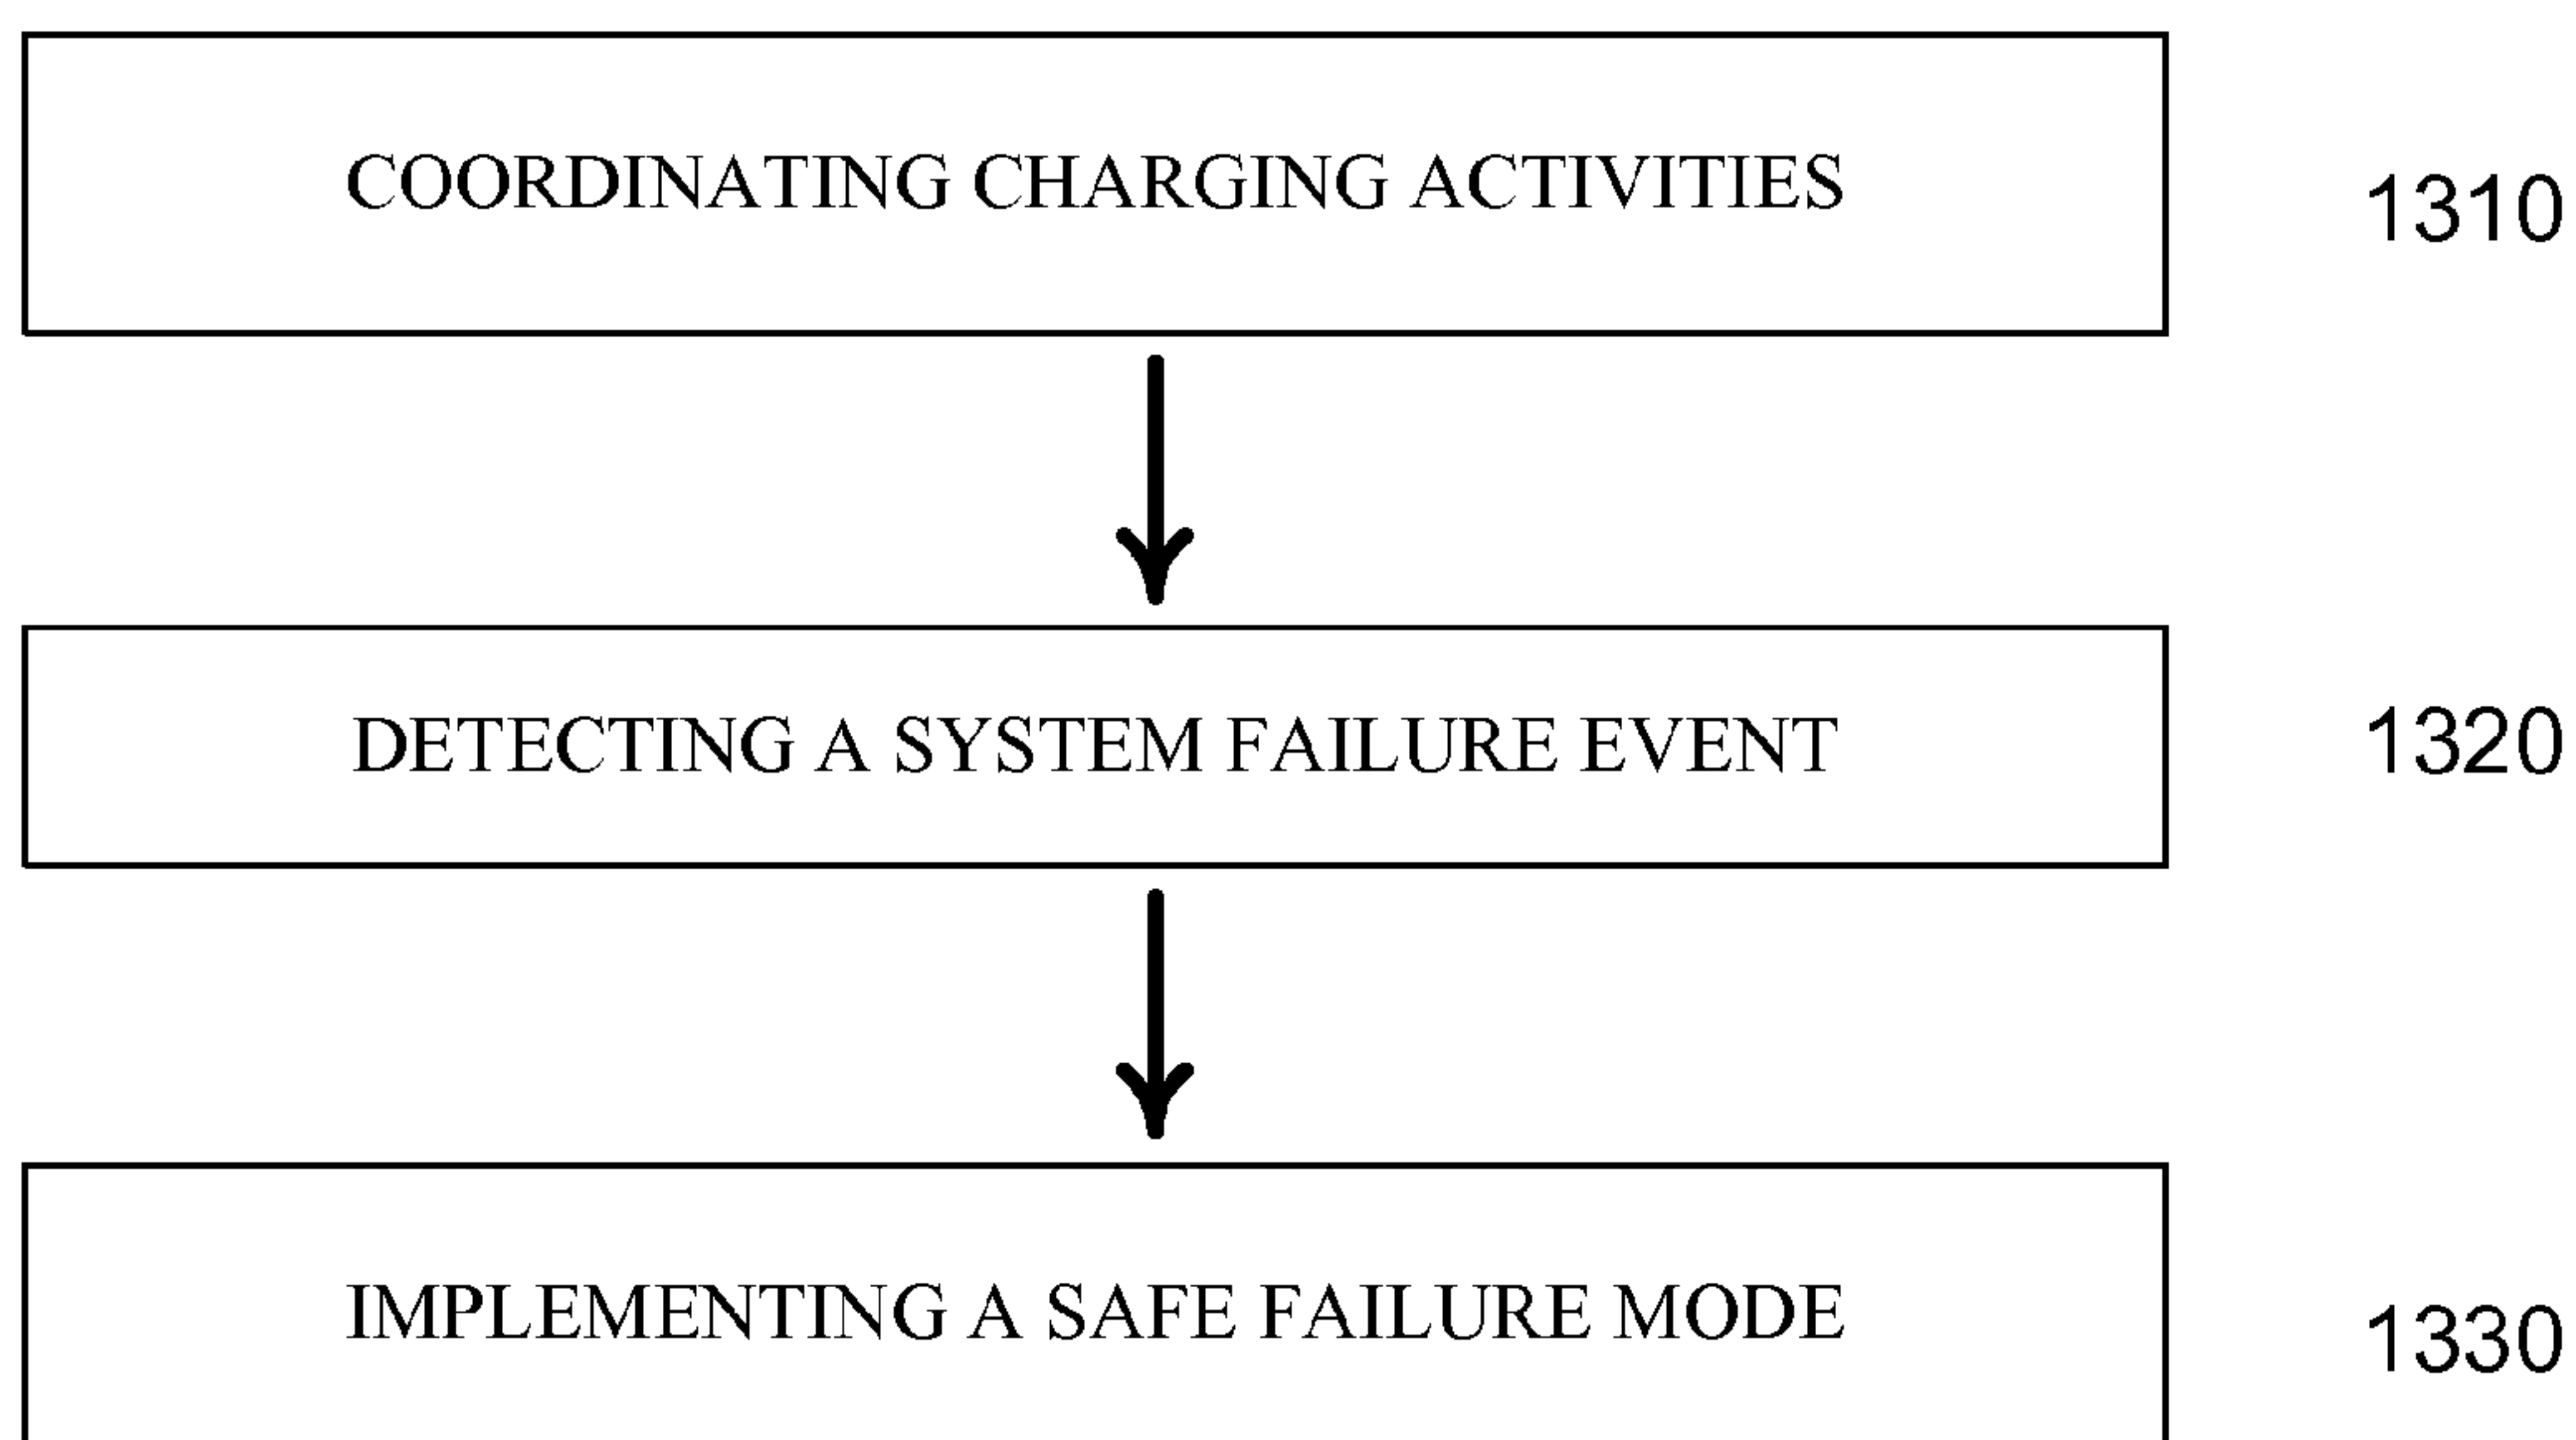 COORDINATING CHARGING ACTIVITIES
1310
DETECTING A SYSTEM FAILURE EVENT
1320
IMPLEMENTING A SAFE FAILURE MODE
1330